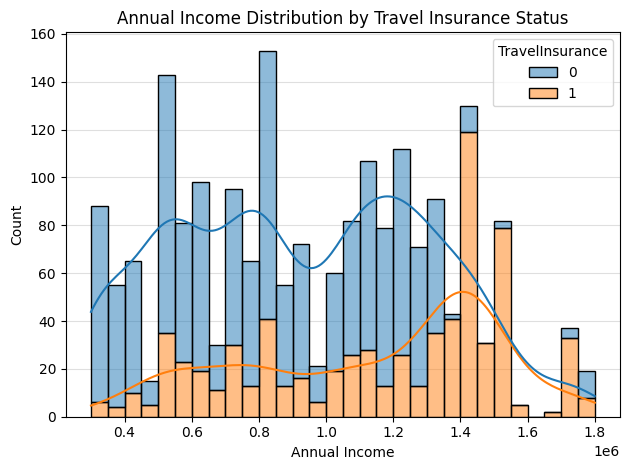 Annual Income Distribution by Travel Insurance Status
TravelInsurance
0
1
Count
160
140
120
100
80
60
40
20
0
0.4 0.6 0.8 1.0 1.2 1.4 1.6 1.8
1e6
Annual Income